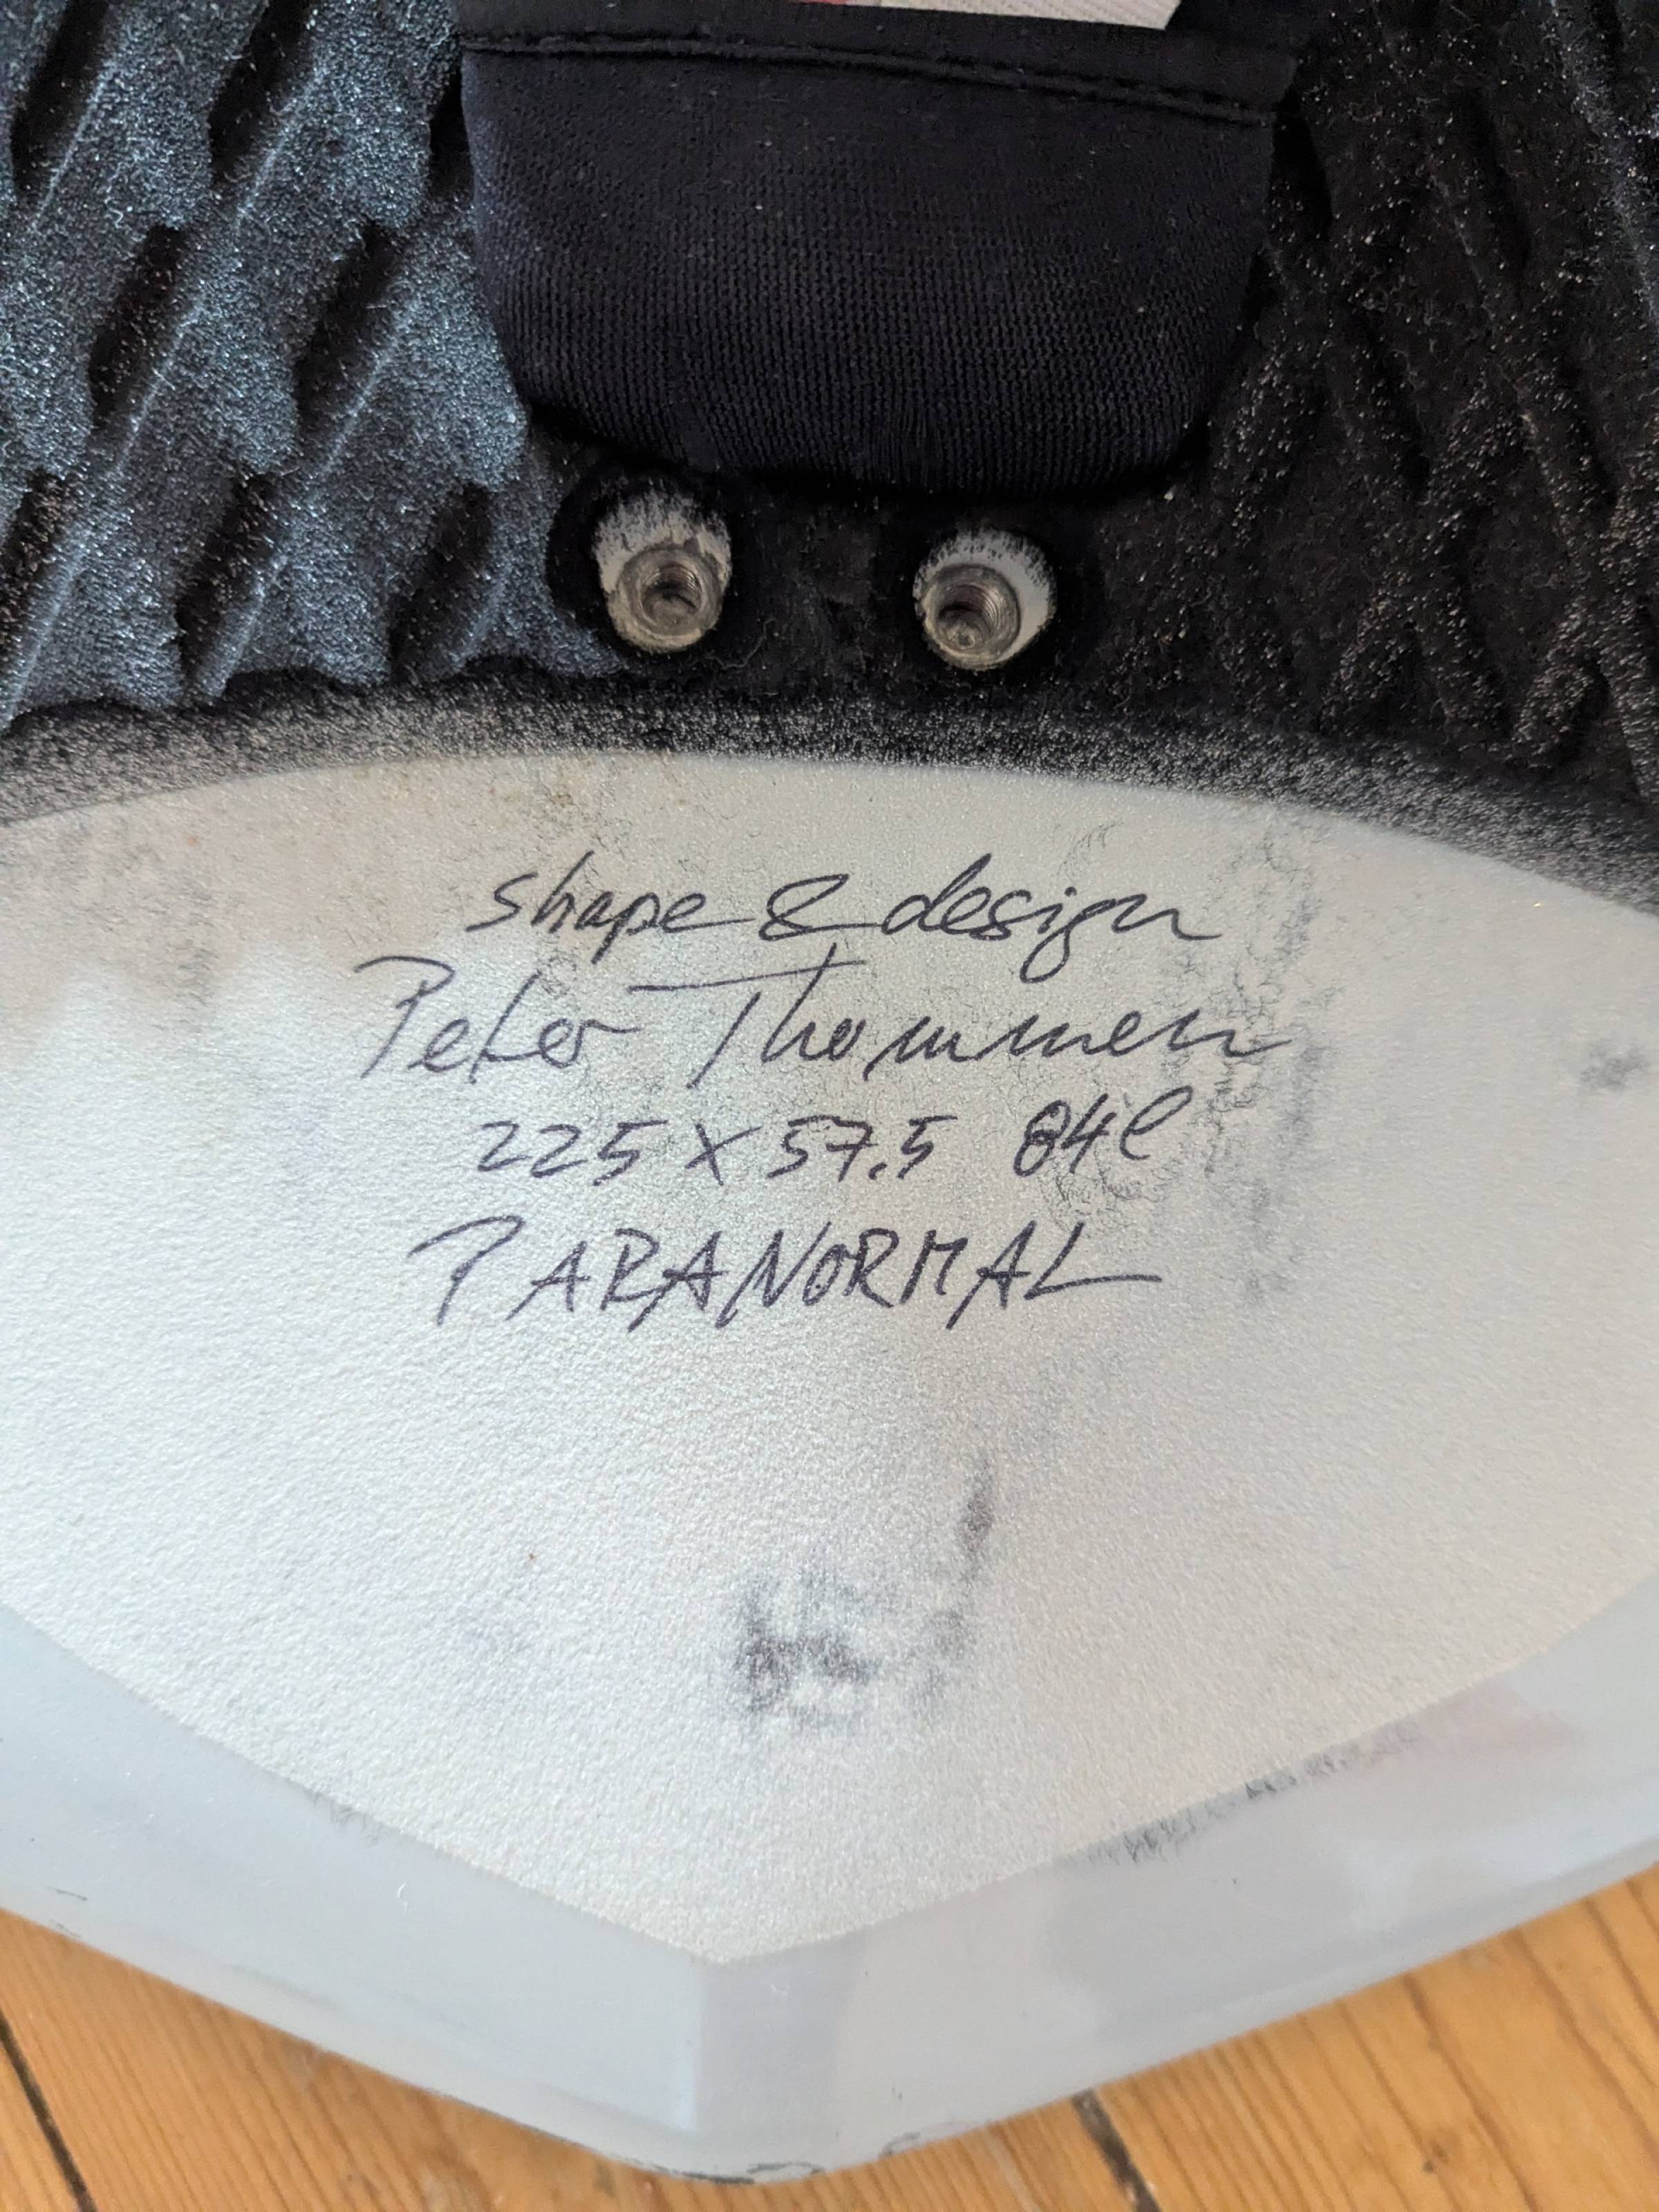 shape & design
Peter Thommen
225 x 57.5 84l
PARANORMAL